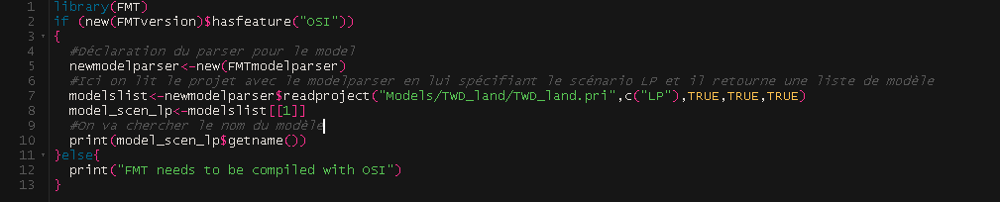 1 library(FMT)
2 if (new(FMTversion)$hasfeature("OSI"))
3 {
4 #Déclaration du parser pour le model
5 newmodelparser<-new(FMTmodelparser)
6 #Ici on lit le projet avec le modelparser en lui spécifiant le scénario LP et il retourne une liste de modèle
7 modelslist<-newmodelparser$readproject("Models/TWD_land/TWD_land.pri",c("LP"),TRUE,TRUE,TRUE)
8 model_scen_lp<-modelslist[[1]]
9 #On va chercher le nom du modèle
10 print(model_scen_lp$getname())
11 }else{
12 print("FMT needs to be compiled with OSI")
13 }